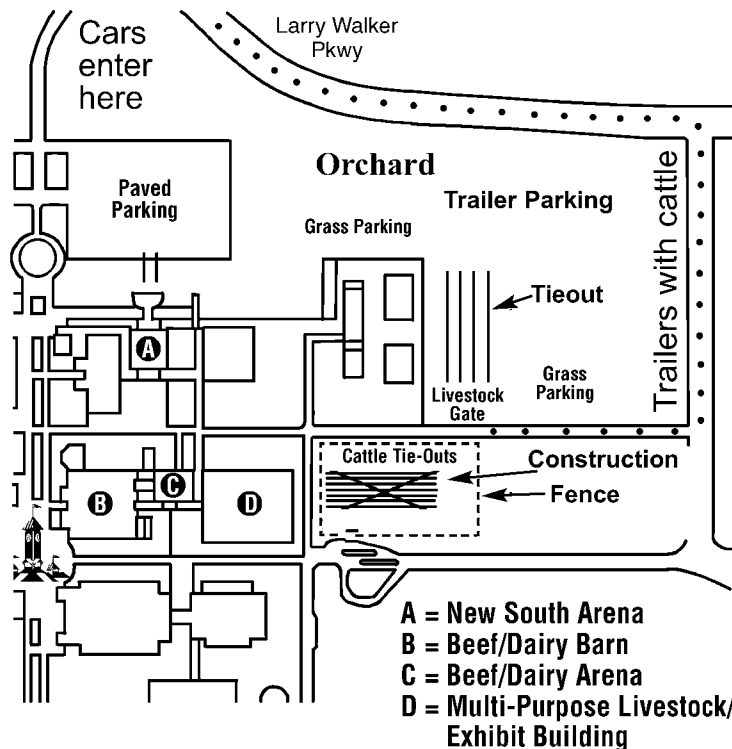 Cars
enter
here
Larry Walker
Pkwy
Orchard
Paved
Parking
Trailer Parking
Grass Parking
Trailers with cattle
Tieout
A
Grass
Parking
Livestock
Gate
Cattle Tie-Outs
Construction
Fence
B
C
D
A = New South Arena
B = Beef/Dairy Barn
C = Beef/Dairy Arena
D = Multi-Purpose Livestock/
Exhibit Building